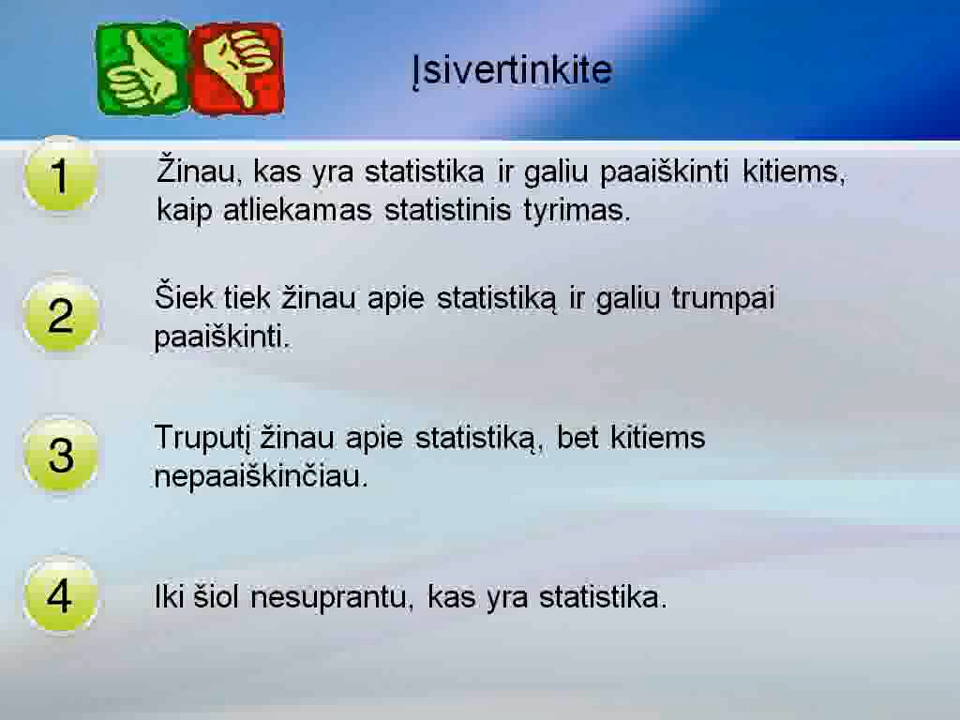 Įsivertinkite
1
Žinau, kas yra statistika ir galiu paaiškinti kitiems,
kaip atliekamas statistinis tyrimas.
2
Šiek tiek žinau apie statistiką ir galiu trumpai
paaiškinti.
3
Truputį žinau apie statistiką, bet kitiems
nepaaiškinčiau.
4
Iki šiol nesuprantu, kas yra statistika.